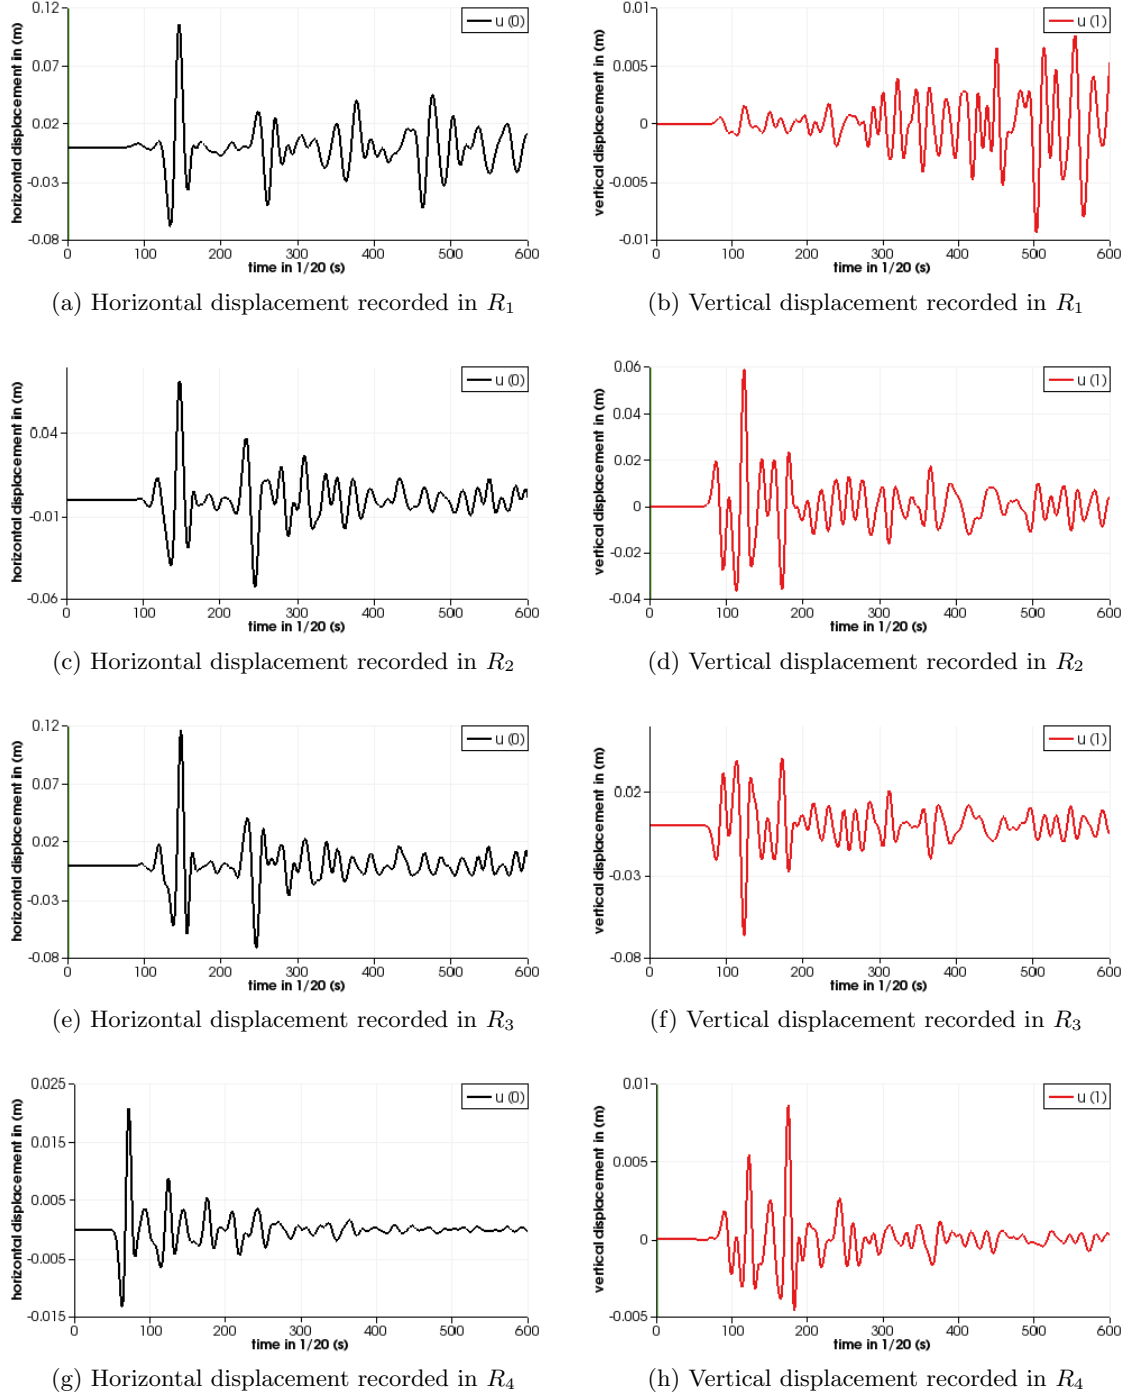 0.12
0.07
0.02
-0.03
-0.08
0 100 200 300 400 500 600
horizontal displacement in (m)
time in 1/20 (s)
u (0)
(a) Horizontal displacement recorded in R1
0.01
0.005
0
-0.005
-0.01
0 100 200 300 400 500 600
vertical displacement in (m)
time in 1/20 (s)
u (1)
(b) Vertical displacement recorded in R1
0.04
-0.01
-0.06
0 100 200 300 400 500 600
horizontal displacement in (m)
time in 1/20 (s)
u (0)
(c) Horizontal displacement recorded in R2
0.06
0.04
0.02
0
-0.02
-0.04
0 100 200 300 400 500 600
vertical displacement in (m)
time in 1/20 (s)
u (1)
(d) Vertical displacement recorded in R2
0.12
0.07
0.02
-0.03
-0.08
0 100 200 300 400 500 600
horizontal displacement in (m)
time in 1/20 (s)
u (0)
(e) Horizontal displacement recorded in R3
0.02
-0.03
-0.08
0 100 200 300 400 500 600
vertical displacement in (m)
time in 1/20 (s)
u (1)
(f) Vertical displacement recorded in R3
0.025
0.015
0.005
-0.005
-0.015
0 100 200 300 400 500 600
horizontal displacement in (m)
time in 1/20 (s)
u (0)
(g) Horizontal displacement recorded in R4
0.01
0.005
0
-0.005
0 100 200 300 400 500 600
vertical displacement in (m)
time in 1/20 (s)
u (1)
(h) Vertical displacement recorded in R4